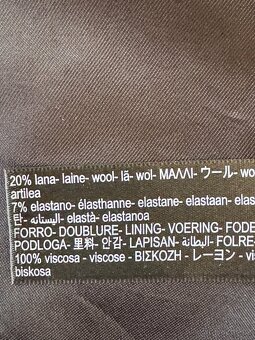 20% lana- laine- wool- lã- wol- ΜΑΛΛΙ- ウール- wo
artilea
7% elastano- élasthanne- elastane- elastaan- elas
탄- اليستانه- elastà- elastanoa
FORRO- DOUBLURE- LINING- VOERING- FODE
PODLOGA- 里料- 안감- LAPISAN- البطانة- FOLRE-
100% viscosa- viscose- ΒΙΣΚΟΖΗ- レーヨン- vis
biskosa